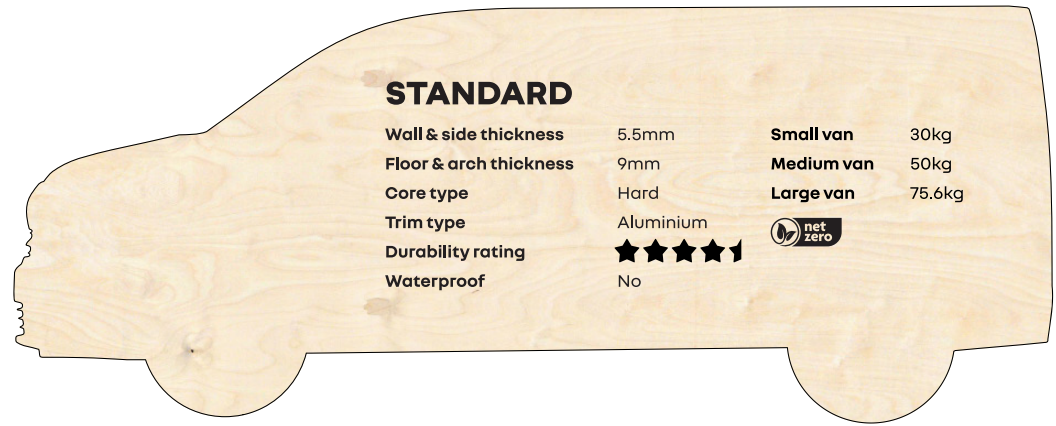 STANDARD
Wall & side thickness 5.5mm
Floor & arch thickness 9mm
Core type Hard
Trim type Aluminium
Durability rating
Waterproof No
Small van 30kg
Medium van 50kg
Large van 75.6kg
net
zero